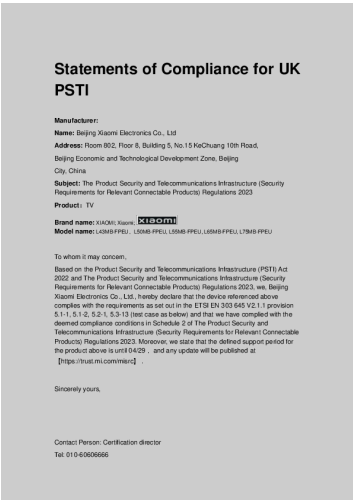 Statements of Compliance for UK
PSTI
Manufacturer:
Name: Beijing Xiaomi Electronics Co., Ltd
Address: Room 802, Floor 8, Building 5, No.15 KeChuang 10th Road,
Beijing Economic and Technological Development Zone, Beijing
City, China
Subject: The Product Security and Telecommunications Infrastructure (Security
Requirements for Relevant Connectable Products) Regulations 2023
Product：TV
Brand name: XIAOMI; Xiaomi; xiaomi
Model name: L43MB-FPEU, L50MB-FPEU, L55MB-FPEU, L65MB-FPEU, L75MB-FPEU
To whom it may concern,
Based on the Product Security and Telecommunications Infrastructure (PSTI) Act
2022 and The Product Security and Telecommunications Infrastructure (Security
Requirements for Relevant Connectable Products) Regulations 2023, we, Beijing
Xiaomi Electronics Co., Ltd., hereby declare that the device referenced above
complies with the requirements as set out in the ETSI EN 303 645 V2.1.1 provision
5.1-1, 5.1-2, 5.2-1, 5.3-13 (test case as below) and that we have complied with the
deemed compliance conditions in Schedule 2 of The Product Security and
Telecommunications Infrastructure (Security Requirements for Relevant Connectable
Products) Regulations 2023. Moreover, we state that the defined support period for
the product above is until 04/29 ，and any update will be published at
【https://trust.mi.com/misrc】 .
Sincerely yours,
Contact Person: Certification director
Tel: 010-60606666